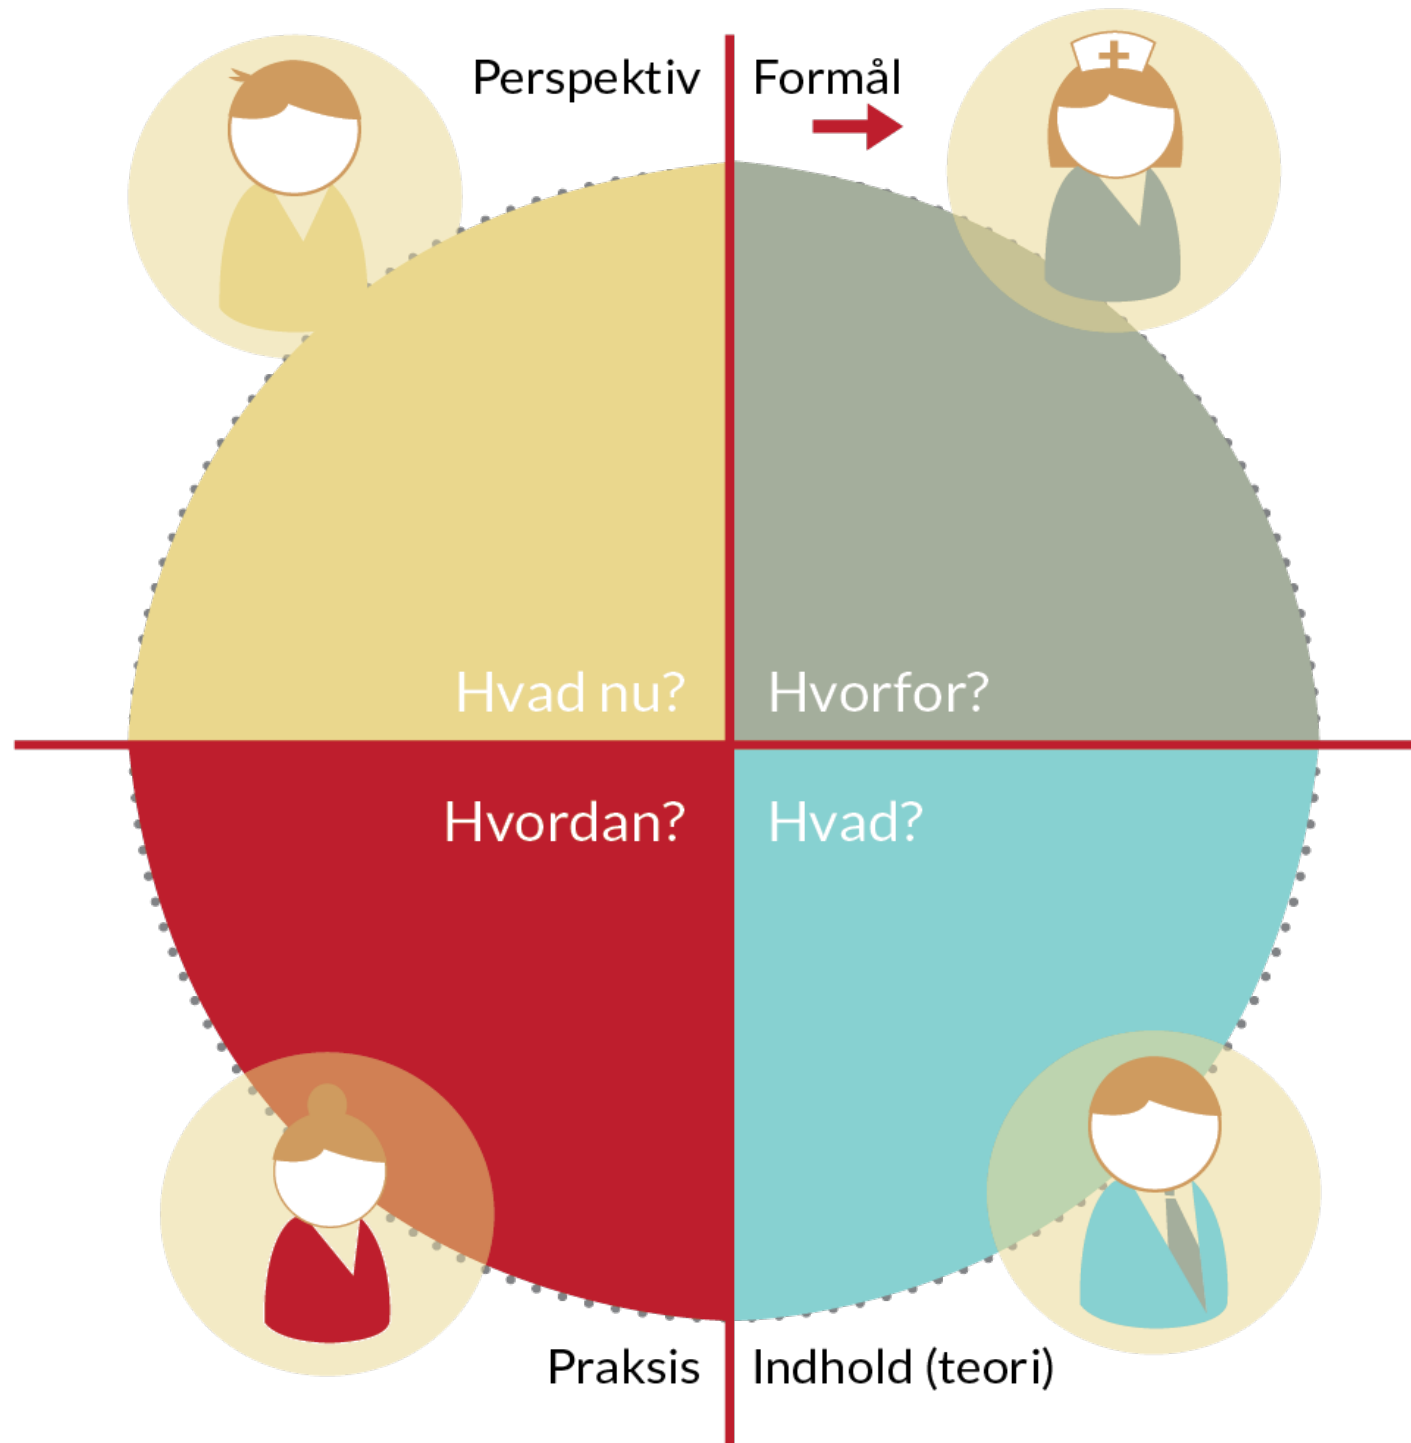 Perspektiv
Formål
Hvad nu?
Hvorfor?
Hvordan?
Hvad?
Praksis
Indhold (teori)